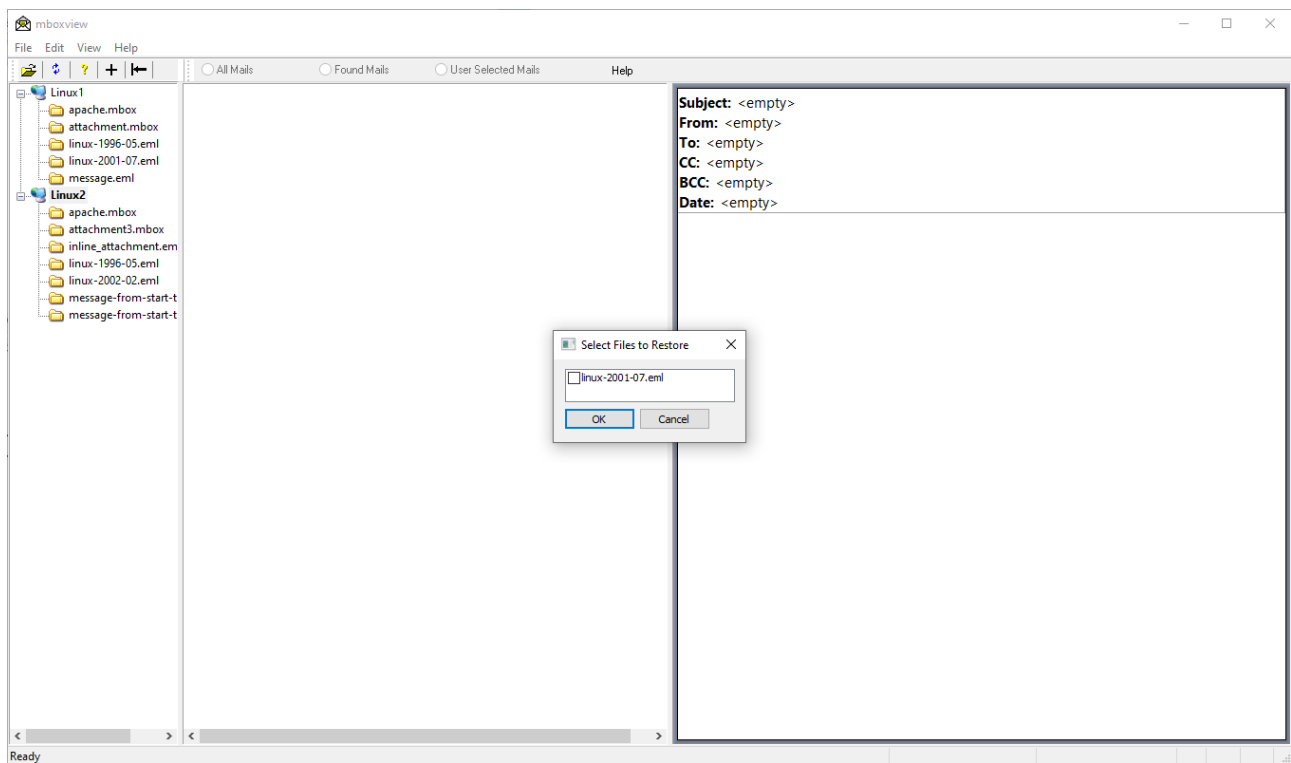 mboxview
File Edit View Help
All Mails Found Mails User Selected Mails Help
Linux1
apache.mbox
attachment.mbox
linux-1996-05.eml
linux-2001-07.eml
message.eml
Linux2
apache.mbox
attachment3.mbox
inline_attachment.em
linux-1996-05.eml
linux-2002-02.eml
message-from-start-t
message-from-start-t
Subject: <empty>
From: <empty>
To: <empty>
CC: <empty>
BCC: <empty>
Date: <empty>
Select Files to Restore
linux-2001-07.eml
OK Cancel
Ready